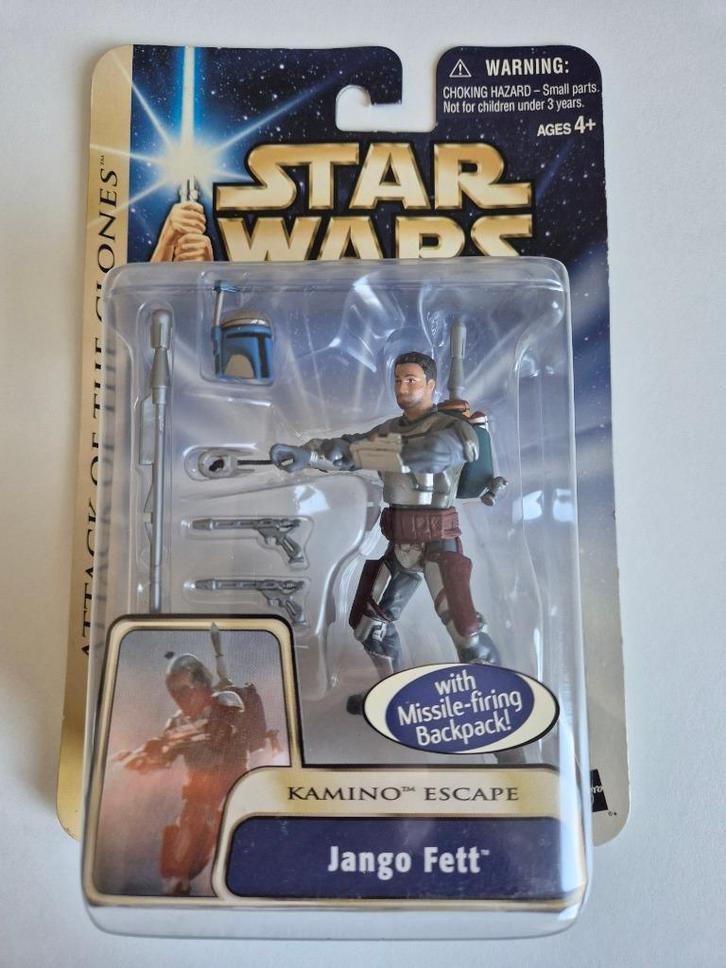 WARNING:
CHOKING HAZARD – Small parts.
Not for children under 3 years.
AGES 4+
STAR
WARS
ATTACK OF THE CLONES™
with
Missile-firing
Backpack!
KAMINO™ ESCAPE
Jango Fett™